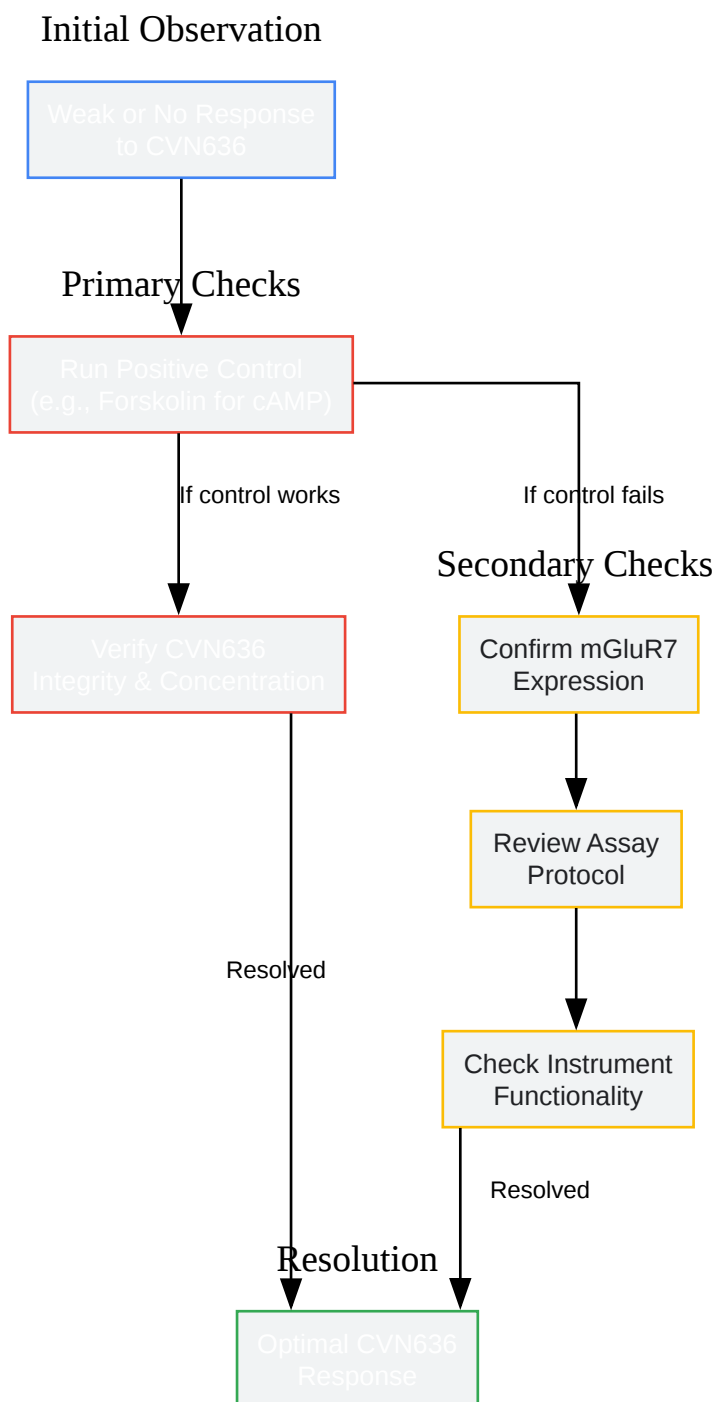 Initial Observation
Weak or No Response
to CVN636
Primary Checks
Run Positive Control
(e.g., Forskolin for cAMP)
If control works
If control fails
Secondary Checks
Verify CVN636
Integrity & Concentration
Confirm mGluR7
Expression
Review Assay
Protocol
Resolved
Check Instrument
Functionality
Resolved
Resolution
Optimal CVN636
Response